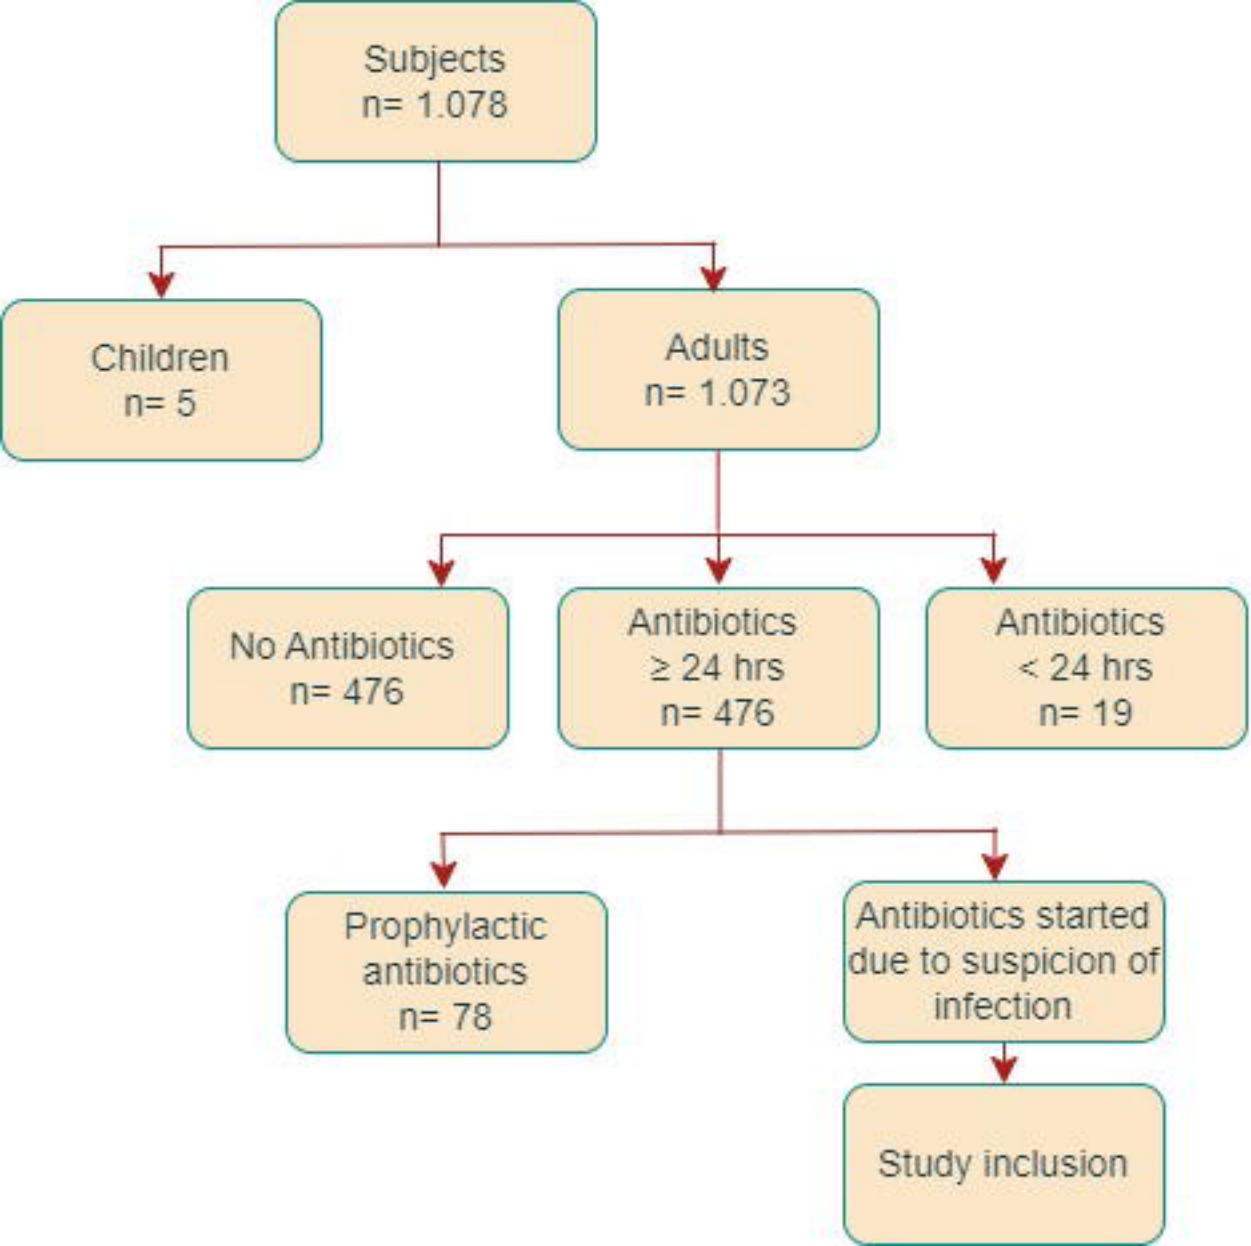 Subjects
n= 1.078
Children
n= 5
Adults
n= 1.073
No Antibiotics
n= 476
Antibiotics
≥ 24 hrs
n= 476
Antibiotics
< 24 hrs
n= 19
Prophylactic
antibiotics
n= 78
Antibiotics started
due to suspicion of
infection
Study inclusion